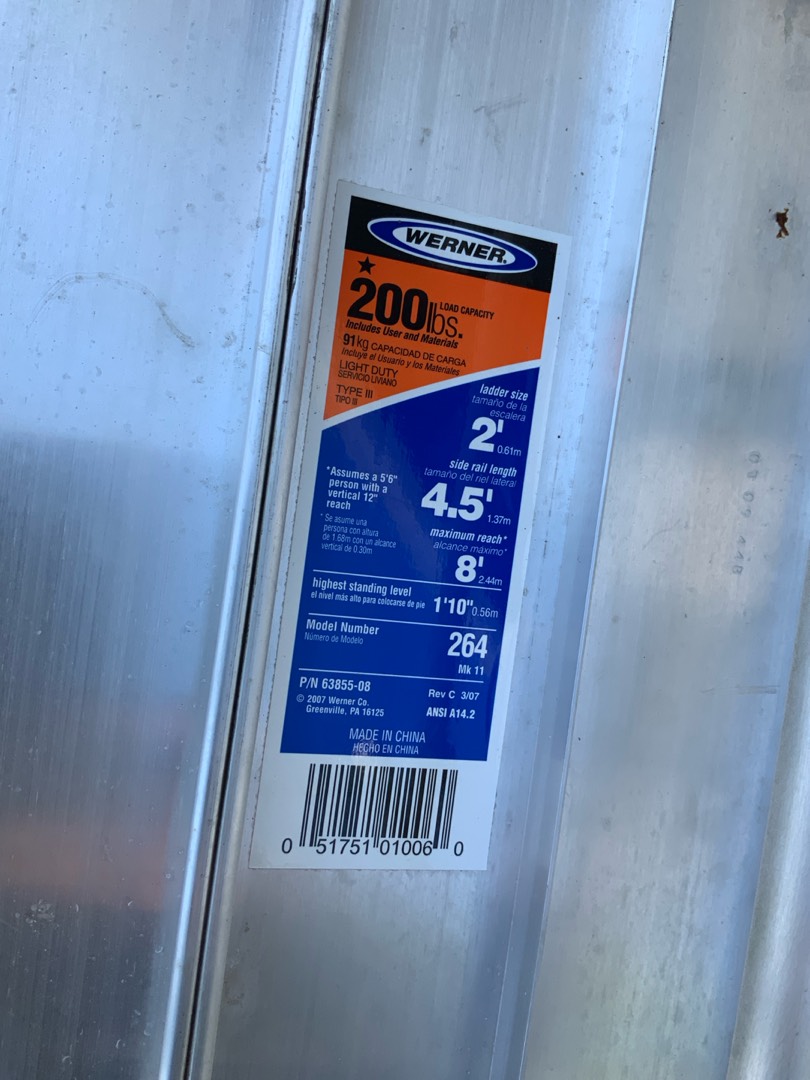 WERNER.
200lbs. LOAD CAPACITY
Includes User and Materials
91kg CAPACIDAD DE CARGA
Incluye el Usuario y los Materiales
LIGHT DUTY
SERVICIO LIVIANO
TYPE III
TIPO III
ladder size
tamaño de la
escalera
2' 0.61m
side rail length
tamaño del riel lateral
4.5' 1.37m
*Assumes a 5'6"
person with a
vertical 12"
reach
* Se asume una
persona con altura
de 1.68m con un alcance
vertical de 0.30m
maximum reach*
alcance máximo*
8' 2.44m
highest standing level
el nivel más alto para colocarse de pie
1'10" 0.56m
Model Number
Número de Modelo
264
Mk 11
P/N 63855-08
© 2007 Werner Co.
Greenville, PA 16125
Rev C 3/07
ANSI A14.2
MADE IN CHINA
HECHO EN CHINA
0 51751 01006 0